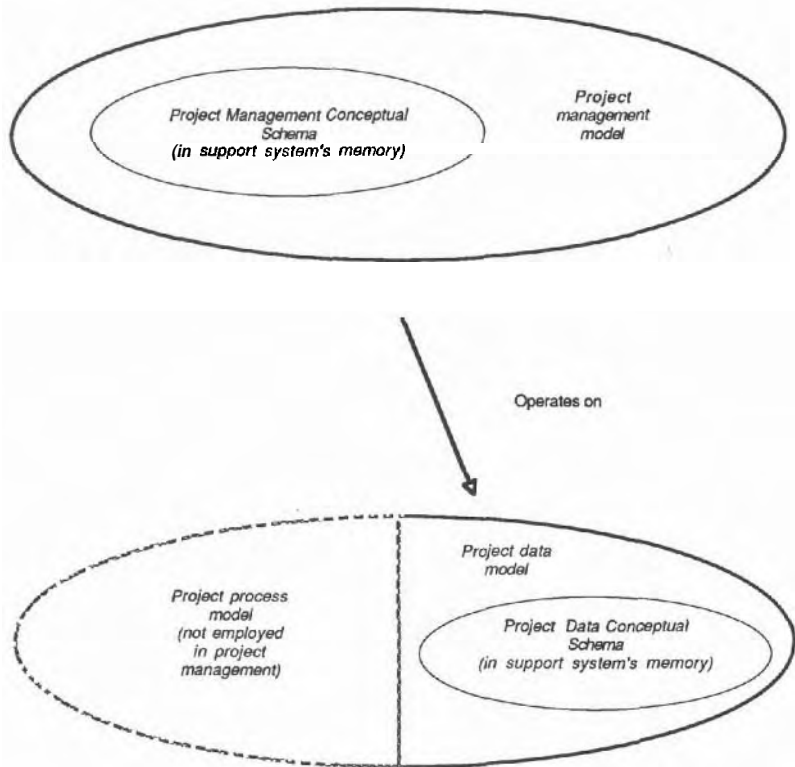 Project Management Conceptual
Schema
(in support system's memory)
Project
management
model
Operates on
Project data
model
Project process
model
(not employed
in project
management)
Project Data Conceptual
Schema
(in support system's memory)